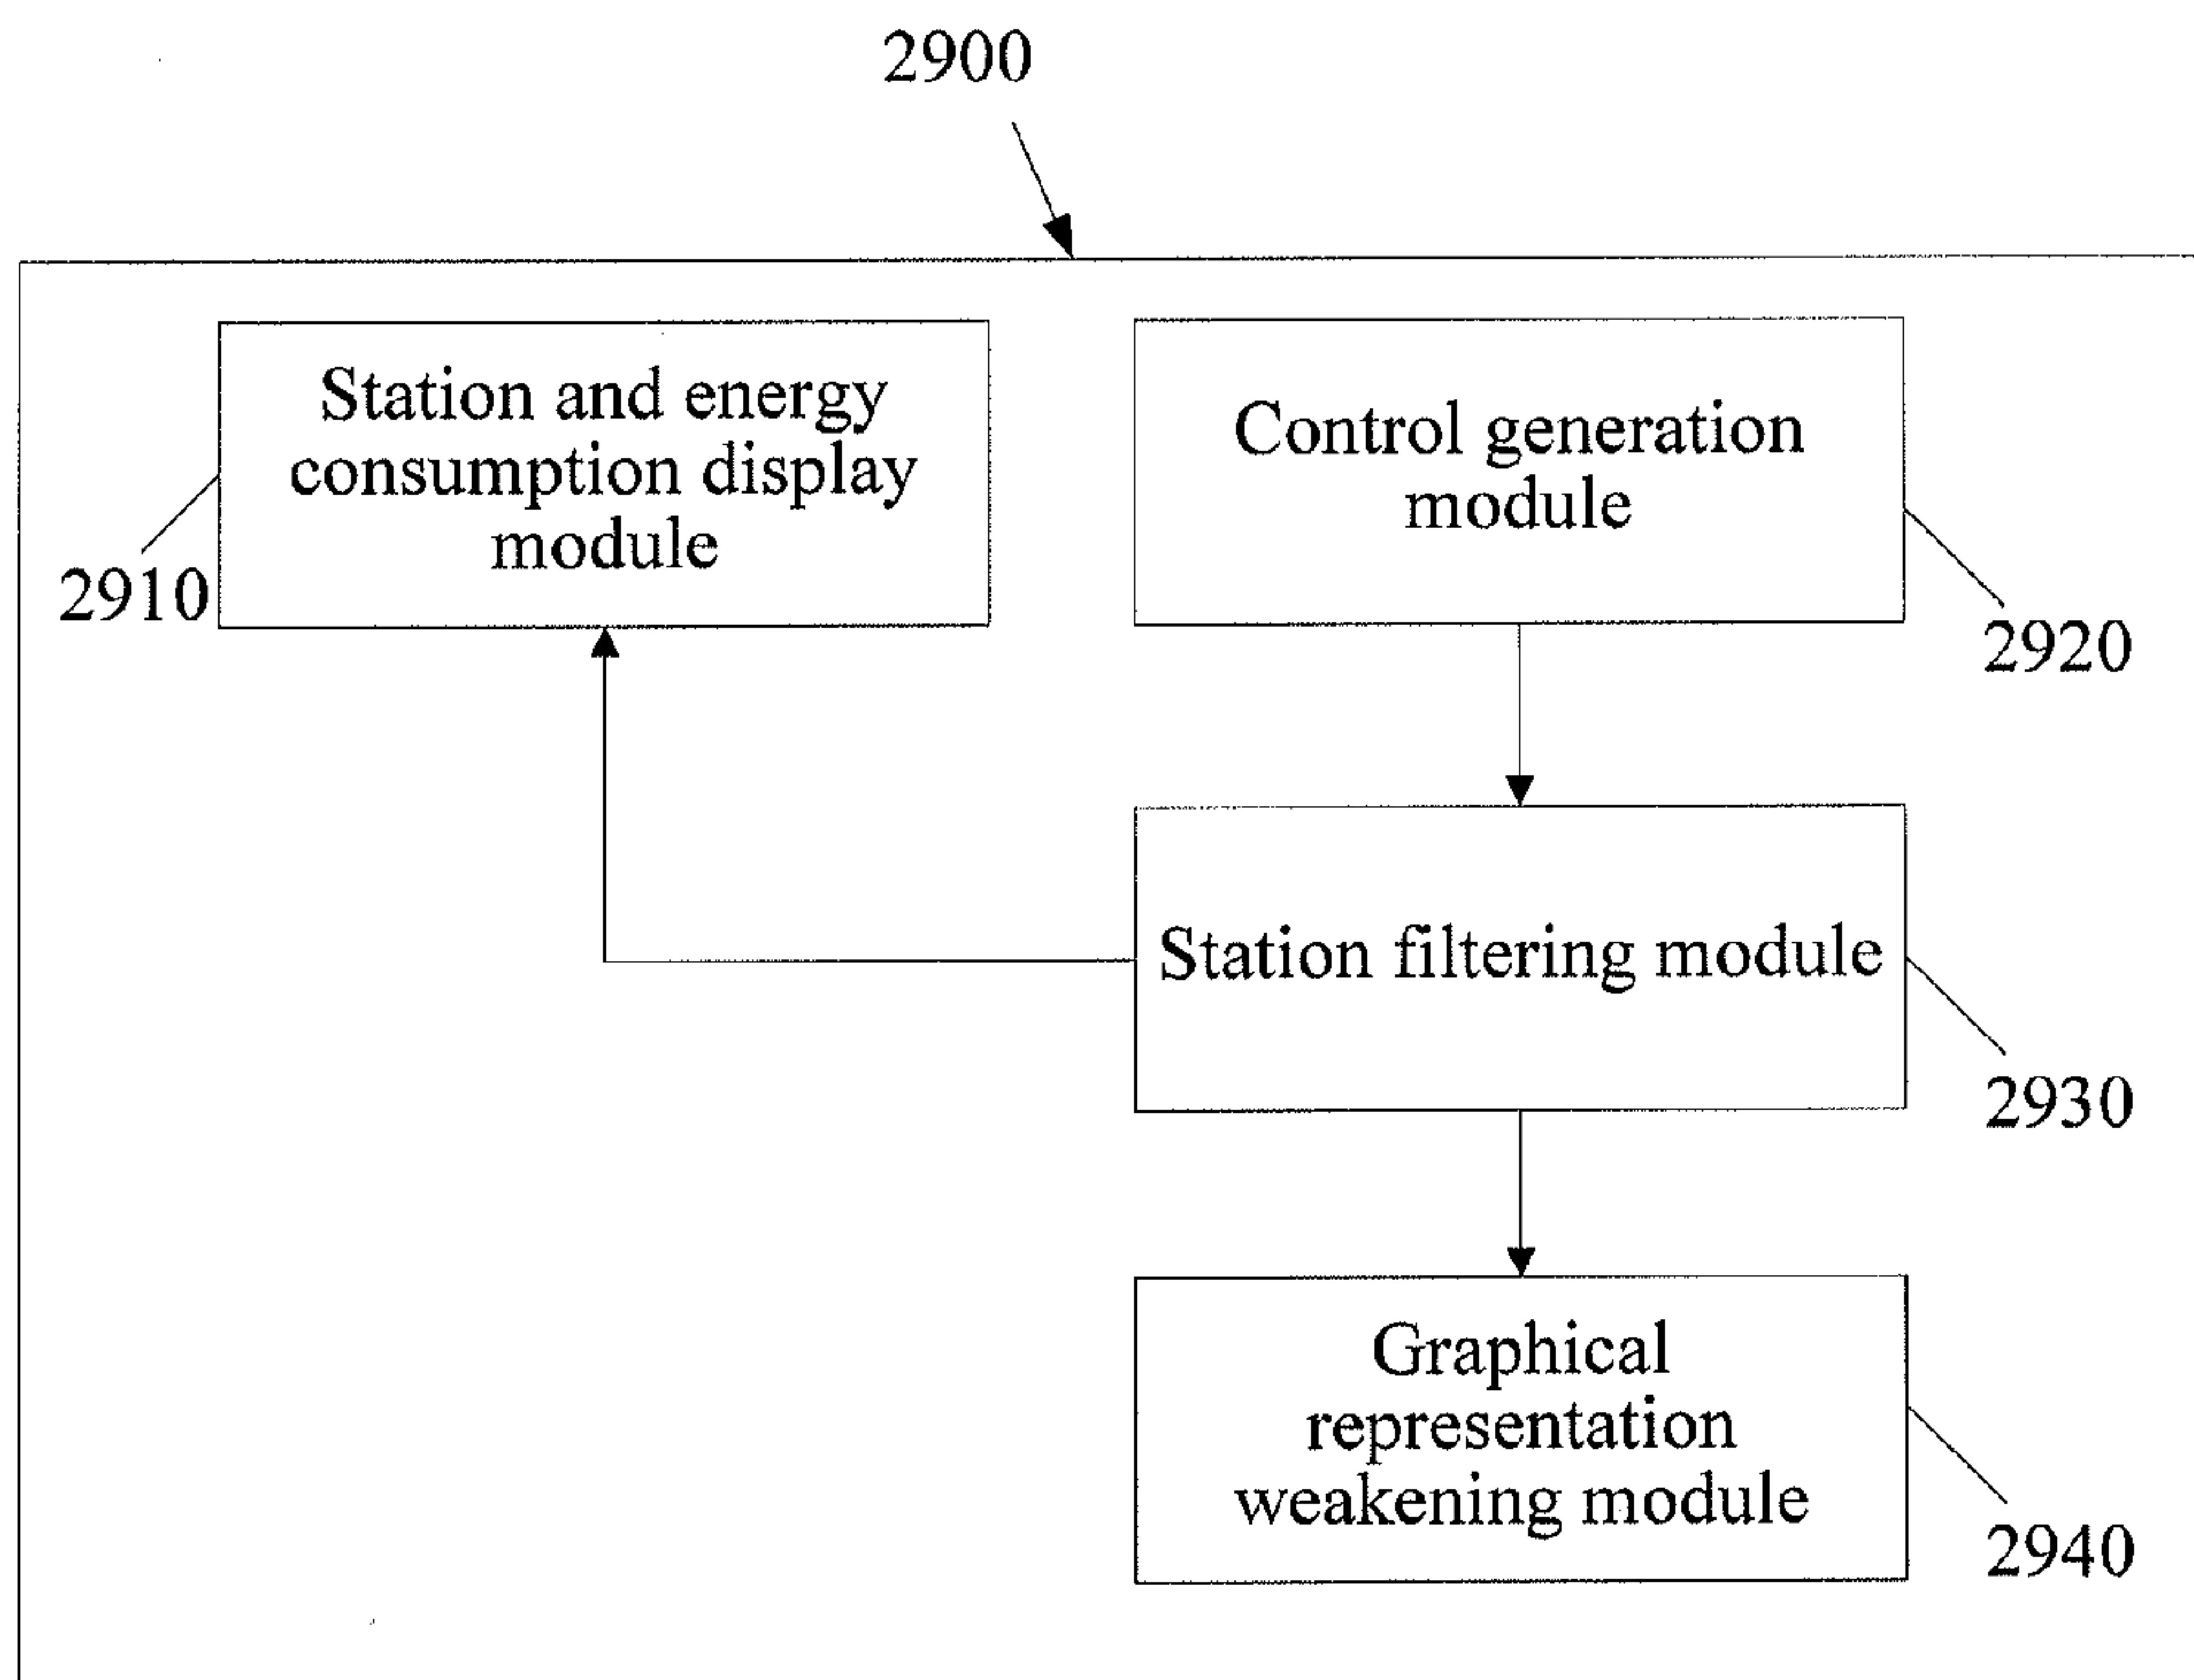 2900
Station and energy
consumption display
module
2910
Control generation
module
2920
Station filtering module
2930
Graphical
representation
weakening module
2940